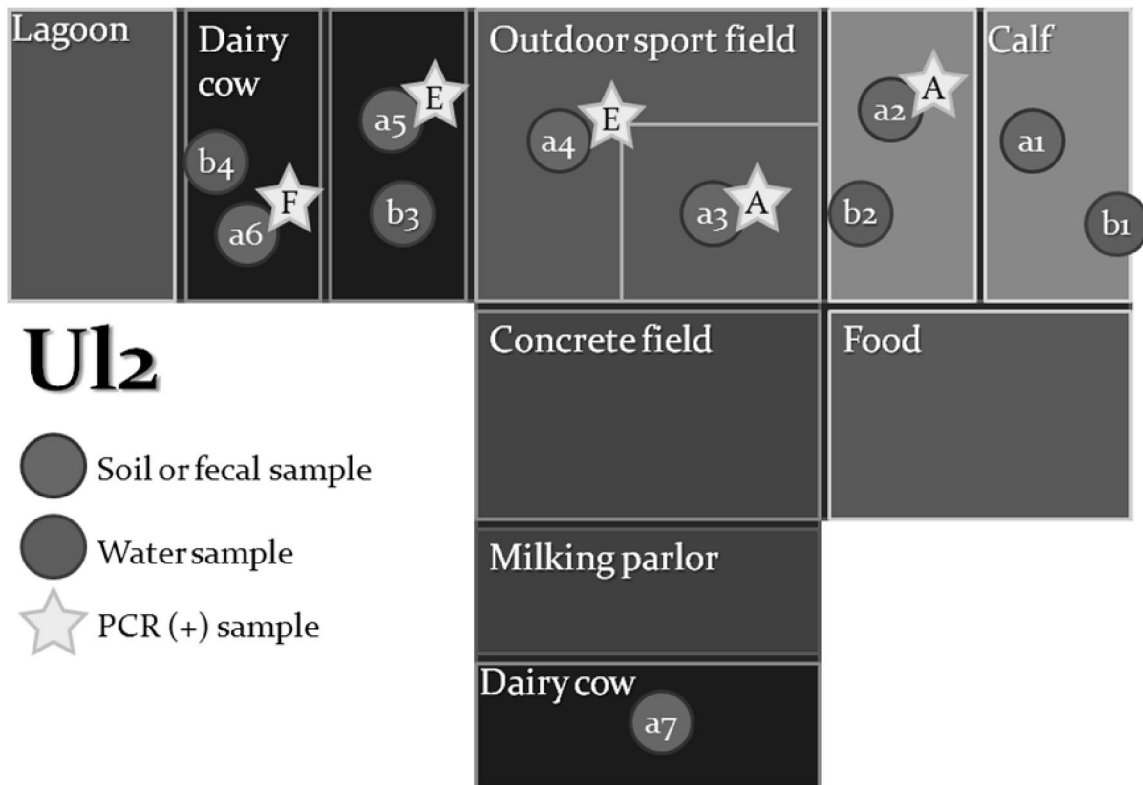 Lagoon
Dairy
cow
Outdoor sport field
Calf
E
a5
b4
F
a6
b3
E
a4
a3
A
A
a2
b2
a1
b1
Ul2
Concrete field
Food
Soil or fecal sample
Water sample
PCR (+) sample
Milking parlor
Dairy cow
a7